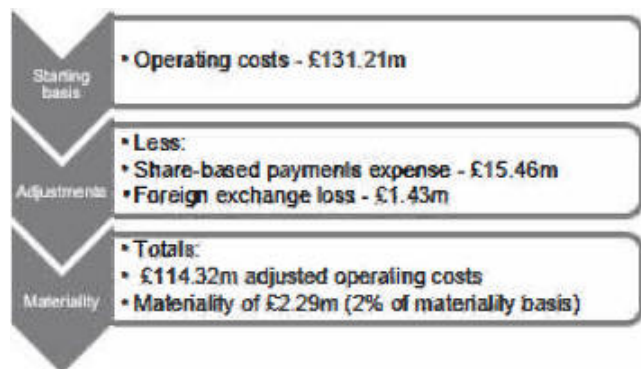 Starting
basis
• Operating costs - £131.21m
Adjustments
• Less:
• Share-based payments expense - £15.46m
• Foreign exchange loss - £1.43m
Materiality
• Totals:
• £114.32m adjusted operating costs
• Materiality of £2.29m (2% of materiality basis)